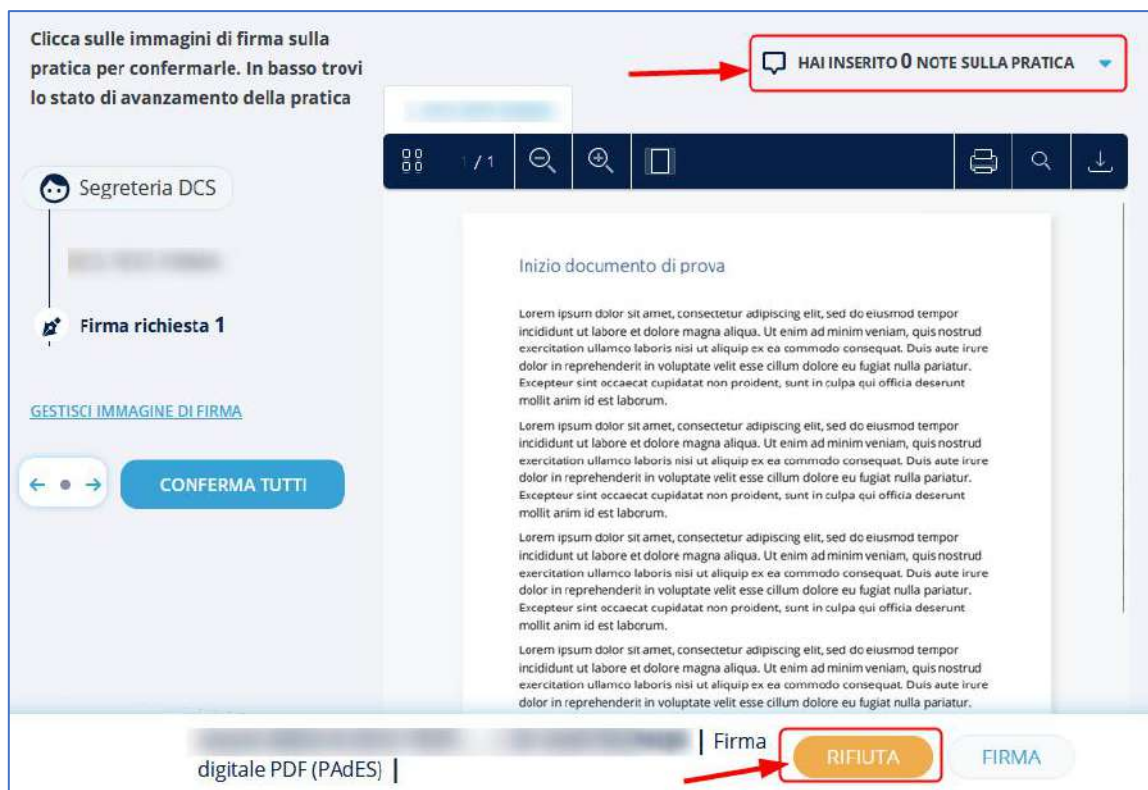 Clicca sulle immagini di firma sulla
pratica per confermarle. In basso trovi
lo stato di avanzamento della pratica
HAI INSERITO 0 NOTE SULLA PRATICA
1 / 1
Segreteria DCS
Firma richiesta 1
GESTISCI IMMAGINE DI FIRMA
CONFERMA TUTTI
Inizio documento di prova
Lorem ipsum dolor sit amet, consectetur adipiscing elit, sed do eiusmod tempor
incididunt ut labore et dolore magna aliqua. Ut enim ad minim veniam, quis nostrud
exercitation ullamco laboris nisi ut aliquip ex ea commodo consequat. Duis aute irure
dolor in reprehenderit in voluptate velit esse cillum dolore eu fugiat nulla pariatur.
Excepteur sint occaecat cupidatat non proident, sunt in culpa qui officia deserunt
mollit anim id est laborum.
Lorem ipsum dolor sit amet, consectetur adipiscing elit, sed do eiusmod tempor
incididunt ut labore et dolore magna aliqua. Ut enim ad minim veniam, quis nostrud
exercitation ullamco laboris nisi ut aliquip ex ea commodo consequat. Duis aute irure
dolor in reprehenderit in voluptate velit esse cillum dolore eu fugiat nulla pariatur.
Excepteur sint occaecat cupidatat non proident, sunt in culpa qui officia deserunt
mollit anim id est laborum.
Lorem ipsum dolor sit amet, consectetur adipiscing elit, sed do eiusmod tempor
incididunt ut labore et dolore magna aliqua. Ut enim ad minim veniam, quis nostrud
exercitation ullamco laboris nisi ut aliquip ex ea commodo consequat. Duis aute irure
dolor in reprehenderit in voluptate velit esse cillum dolore eu fugiat nulla pariatur.
Excepteur sint occaecat cupidatat non proident, sunt in culpa qui officia deserunt
mollit anim id est laborum.
Lorem ipsum dolor sit amet, consectetur adipiscing elit, sed do eiusmod tempor
incididunt ut labore et dolore magna aliqua. Ut enim ad minim veniam, quis nostrud
exercitation ullamco laboris nisi ut aliquip ex ea commodo consequat. Duis aute irure
dolor in reprehenderit in voluptate velit esse cillum dolore eu fugiat nulla pariatur.
| Firma
digitale PDF (PAdES) |
RIFIUTA
FIRMA